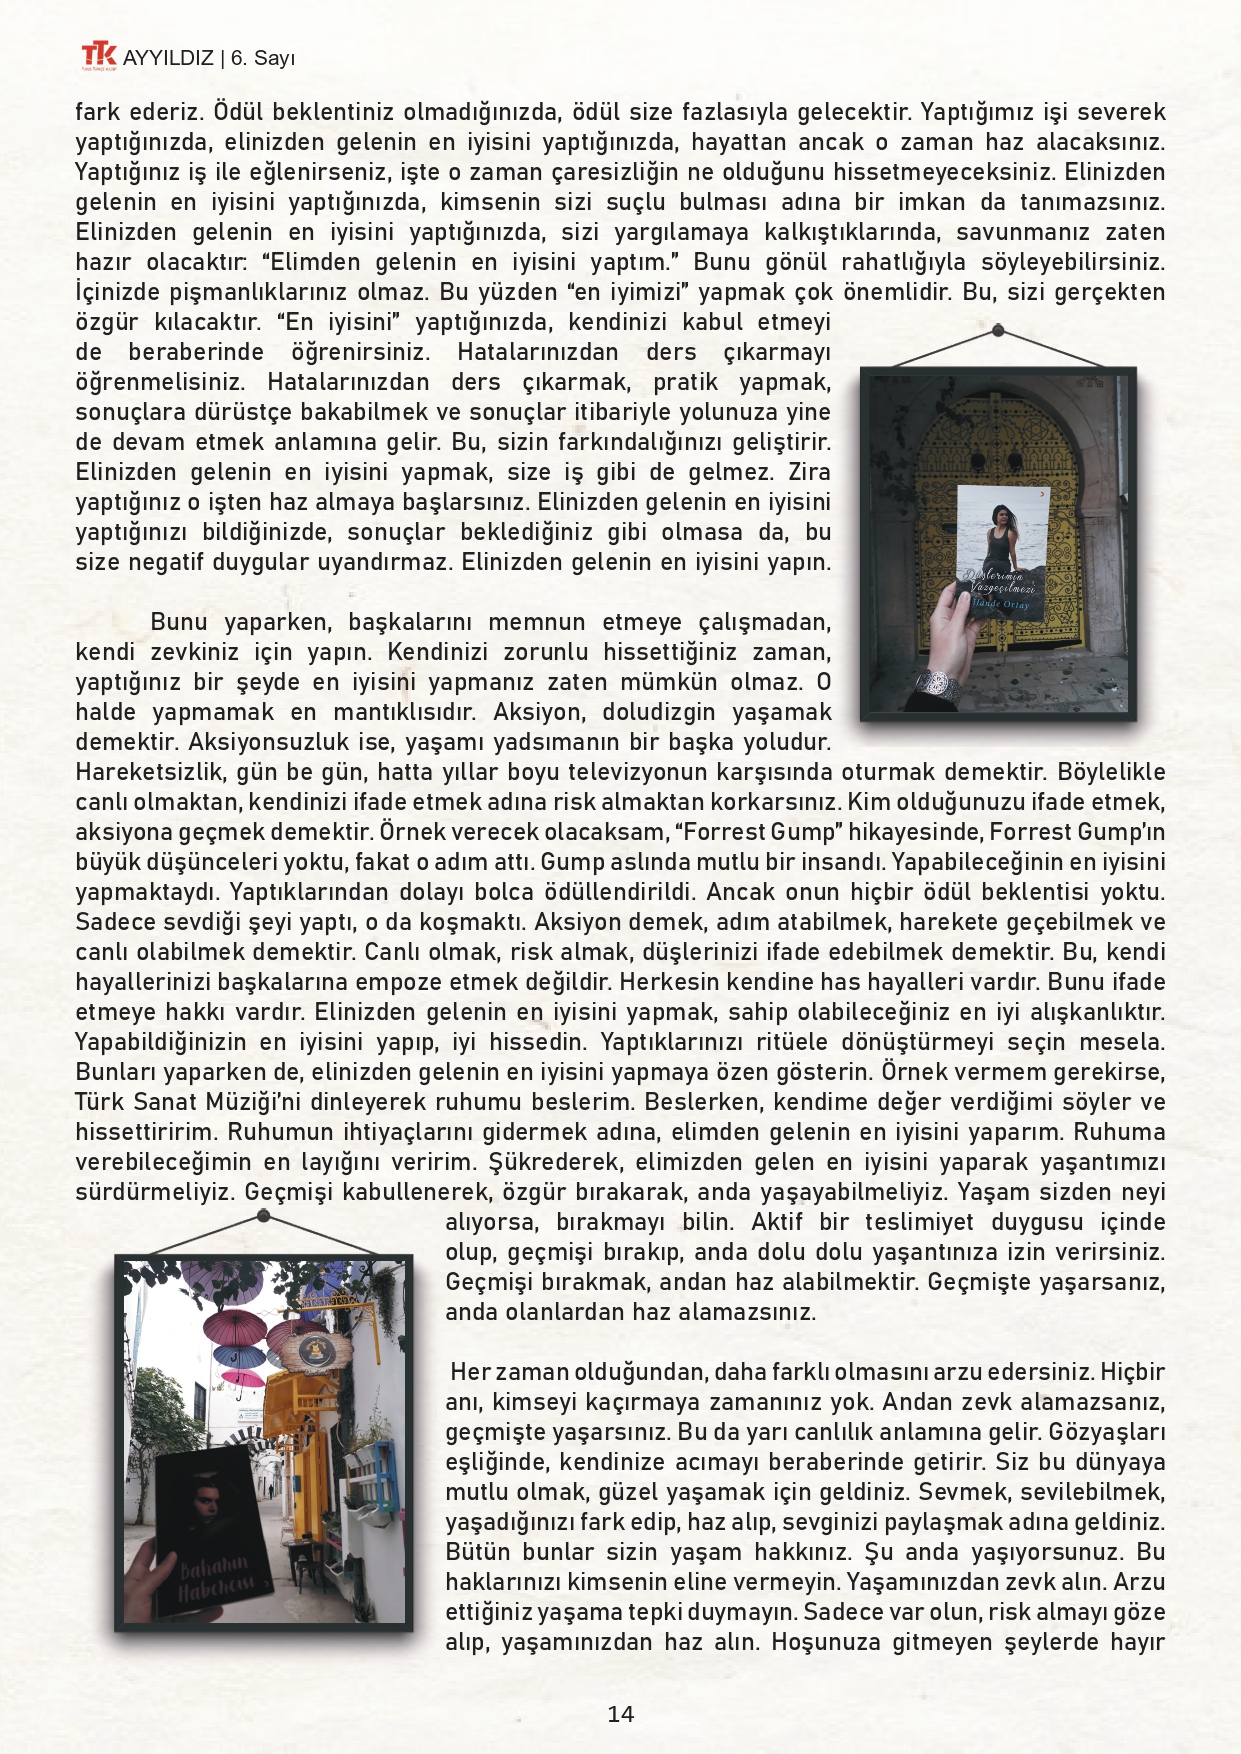 TTK AYYILDIZ | 6. Sayı
fark ederiz. Ödül beklentiniz olmadığınızda, ödül size fazlasıyla gelecektir. Yaptığımız işi severek
yaptığınızda, elinizden gelenin en iyisini yaptığınızda, hayattan ancak o zaman haz alacaksınız.
Yaptığınız iş ile eğlenirseniz, işte o zaman çaresizliğin ne olduğunu hissetmeyeceksiniz. Elinizden
gelenin en iyisini yaptığınızda, kimsenin sizi suçlu bulması adına bir imkan da tanımazsınız.
Elinizden gelenin en iyisini yaptığınızda, sizi yargılamaya kalkıştıklarında, savunmanız zaten
hazır olacaktır: “Elimden gelenin en iyisini yaptım.” Bunu gönül rahatlığıyla söyleyebilirsiniz.
İçinizde pişmanlıklarınız olmaz. Bu yüzden “en iyimizi” yapmak çok önemlidir. Bu, sizi gerçekten
özgür kılacaktır. “En iyisini” yaptığınızda, kendinizi kabul etmeyi
de beraberinde öğrenirsiniz. Hatalarınızdan ders çıkarmayı
öğrenmelisiniz. Hatalarınızdan ders çıkarmak, pratik yapmak,
sonuçlara dürüstçe bakabilmek ve sonuçlar itibariyle yolunuza yine
de devam etmek anlamına gelir. Bu, sizin farkındalığınızı geliştirir.
Elinizden gelenin en iyisini yapmak, size iş gibi de gelmez. Zira
yaptığınız o işten haz almaya başlarsınız. Elinizden gelenin en iyisini
yaptığınızı bildiğinizde, sonuçlar beklediğiniz gibi olmasa da, bu
size negatif duygular uyandırmaz. Elinizden gelenin en iyisini yapın.
Düşlerimin
Vazgeçilmezi
Hande Ortay
Bunu yaparken, başkalarını memnun etmeye çalışmadan,
kendi zevkiniz için yapın. Kendinizi zorunlu hissettiğiniz zaman,
yaptığınız bir şeyde en iyisini yapmanız zaten mümkün olmaz. O
halde yapmamak en mantıklısıdır. Aksiyon, doludizgin yaşamak
demektir. Aksiyonsuzluk ise, yaşamı yadsımanın bir başka yoludur.
Hareketsizlik, gün be gün, hatta yıllar boyu televizyonun karşısında oturmak demektir. Böylelikle
canlı olmaktan, kendinizi ifade etmek adına risk almaktan korkarsınız. Kim olduğunuzu ifade etmek,
aksiyona geçmek demektir. Örnek verecek olacaksam, “Forrest Gump” hikayesinde, Forrest Gump’ın
büyük düşünceleri yoktu, fakat o adım attı. Gump aslında mutlu bir insandı. Yapabileceğinin en iyisini
yapmaktaydı. Yaptıklarından dolayı bolca ödüllendirildi. Ancak onun hiçbir ödül beklentisi yoktu.
Sadece sevdiği şeyi yaptı, o da koşmaktı. Aksiyon demek, adım atabilmek, harekete geçebilmek ve
canlı olabilmek demektir. Canlı olmak, risk almak, düşlerinizi ifade edebilmek demektir. Bu, kendi
hayallerinizi başkalarına empoze etmek değildir. Herkesin kendine has hayalleri vardır. Bunu ifade
etmeye hakkı vardır. Elinizden gelenin en iyisini yapmak, sahip olabileceğiniz en iyi alışkanlıktır.
Yapabildiğinizin en iyisini yapıp, iyi hissedin. Yaptıklarınızı ritüele dönüştürmeyi seçin mesela.
Bunları yaparken de, elinizden gelenin en iyisini yapmaya özen gösterin. Örnek vermem gerekirse,
Türk Sanat Müziği’ni dinleyerek ruhumu beslerim. Beslerken, kendime değer verdiğimi söyler ve
hissettiririm. Ruhumun ihtiyaçlarını gidermek adına, elimden gelenin en iyisini yaparım. Ruhuma
verebileceğimin en layığını veririm. Şükrederek, elimizden gelen en iyisini yaparak yaşantımızı
sürdürmeliyiz. Geçmişi kabullenerek, özgür bırakarak, anda yaşayabilmeliyiz. Yaşam sizden neyi
alıyorsa, bırakmayı bilin. Aktif bir teslimiyet duygusu içinde
olup, geçmişi bırakıp, anda dolu dolu yaşantınıza izin verirsiniz.
Geçmişi bırakmak, andan haz alabilmektir. Geçmişte yaşarsanız,
anda olanlardan haz alamazsınız.
Her zaman olduğundan, daha farklı olmasını arzu edersiniz. Hiçbir
anı, kimseyi kaçırmaya zamanınız yok. Andan zevk alamazsanız,
geçmişte yaşarsınız. Bu da yarı canlılık anlamına gelir. Gözyaşları
eşliğinde, kendinize acımayı beraberinde getirir. Siz bu dünyaya
mutlu olmak, güzel yaşamak için geldiniz. Sevmek, sevilebilmek,
yaşadığınızı fark edip, haz alıp, sevginizi paylaşmak adına geldiniz.
Bütün bunlar sizin yaşam hakkınız. Şu anda yaşıyorsunuz. Bu
haklarınızı kimsenin eline vermeyin. Yaşamınızdan zevk alın. Arzu
ettiğiniz yaşama tepki duymayın. Sadece var olun, risk almayı göze
alıp, yaşamınızdan haz alın. Hoşunuza gitmeyen şeylerde hayır
Baharın
Habercisi
14